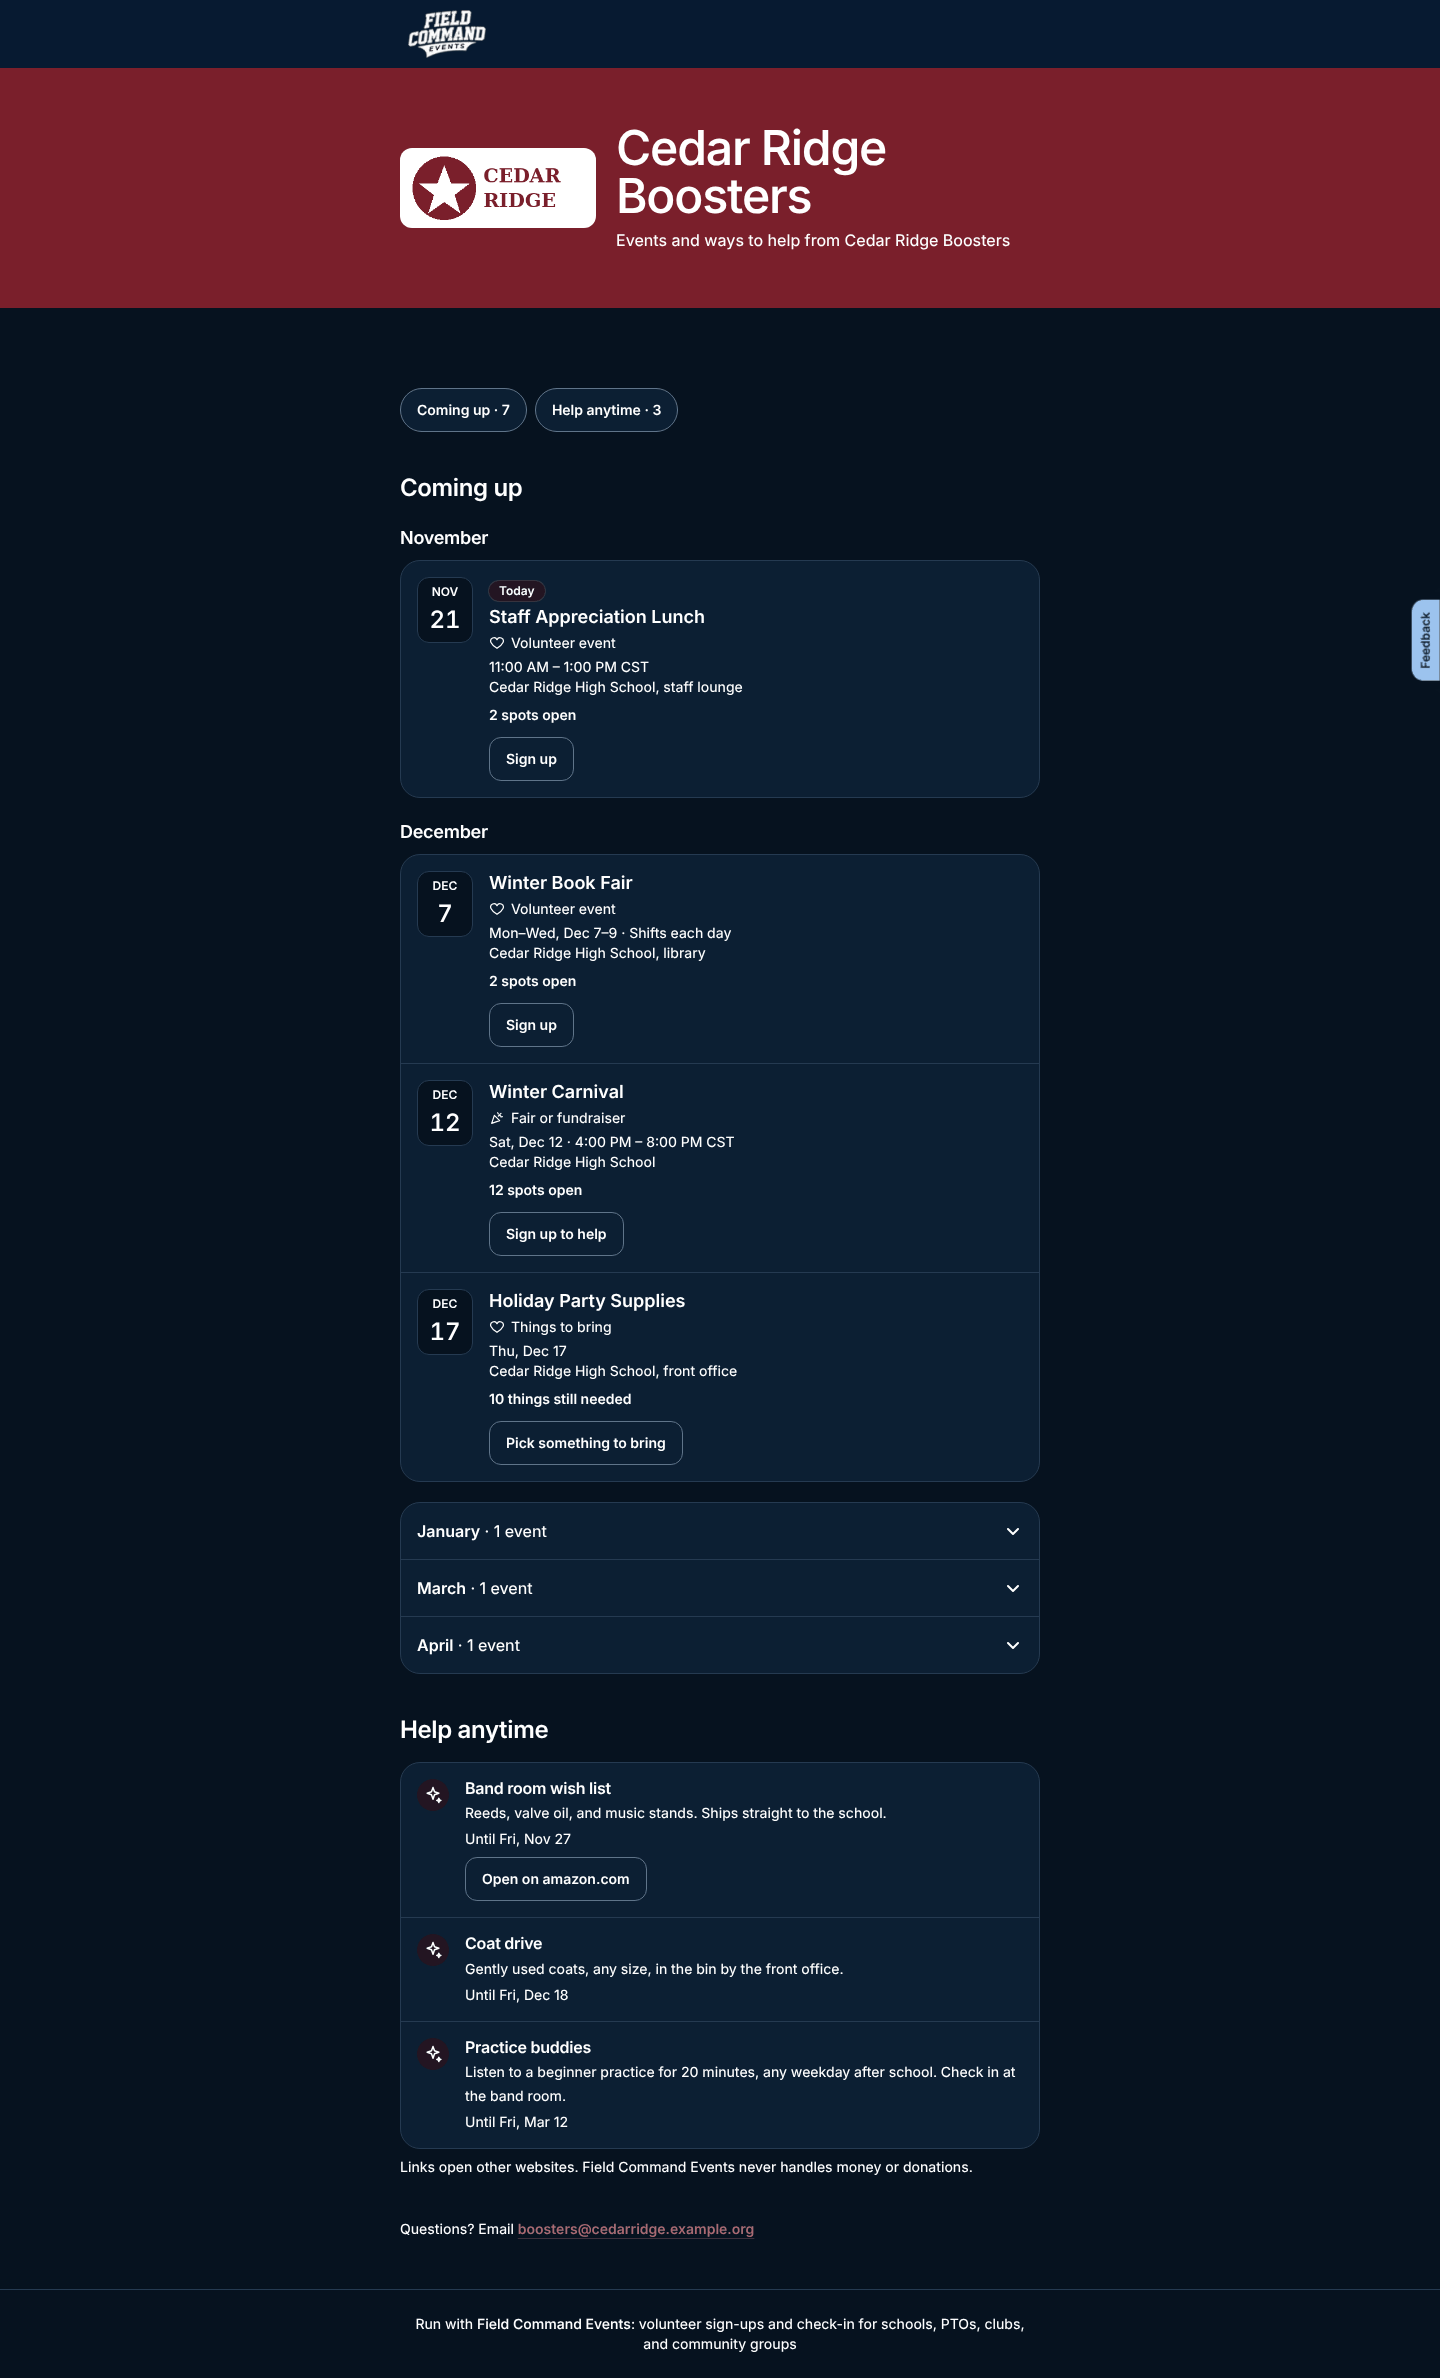 FIELD
COMMAND
EVENTS
CEDAR
RIDGE
Cedar Ridge
Boosters
Events and ways to help from Cedar Ridge Boosters
Coming up · 7
Help anytime · 3
Coming up
November
NOV
21
Today
Staff Appreciation Lunch
Volunteer event
11:00 AM – 1:00 PM CST
Cedar Ridge High School, staff lounge
2 spots open
Sign up
Feedback
December
DEC
7
Winter Book Fair
Volunteer event
Mon–Wed, Dec 7–9 · Shifts each day
Cedar Ridge High School, library
2 spots open
Sign up
DEC
12
Winter Carnival
Fair or fundraiser
Sat, Dec 12 · 4:00 PM – 8:00 PM CST
Cedar Ridge High School
12 spots open
Sign up to help
DEC
17
Holiday Party Supplies
Things to bring
Thu, Dec 17
Cedar Ridge High School, front office
10 things still needed
Pick something to bring
January · 1 event
March · 1 event
April · 1 event
Help anytime
Band room wish list
Reeds, valve oil, and music stands. Ships straight to the school.
Until Fri, Nov 27
Open on amazon.com
Coat drive
Gently used coats, any size, in the bin by the front office.
Until Fri, Dec 18
Practice buddies
Listen to a beginner practice for 20 minutes, any weekday after school. Check in at
the band room.
Until Fri, Mar 12
Links open other websites. Field Command Events never handles money or donations.
Questions? Email boosters@cedarridge.example.org
Run with Field Command Events: volunteer sign-ups and check-in for schools, PTOs, clubs,
and community groups